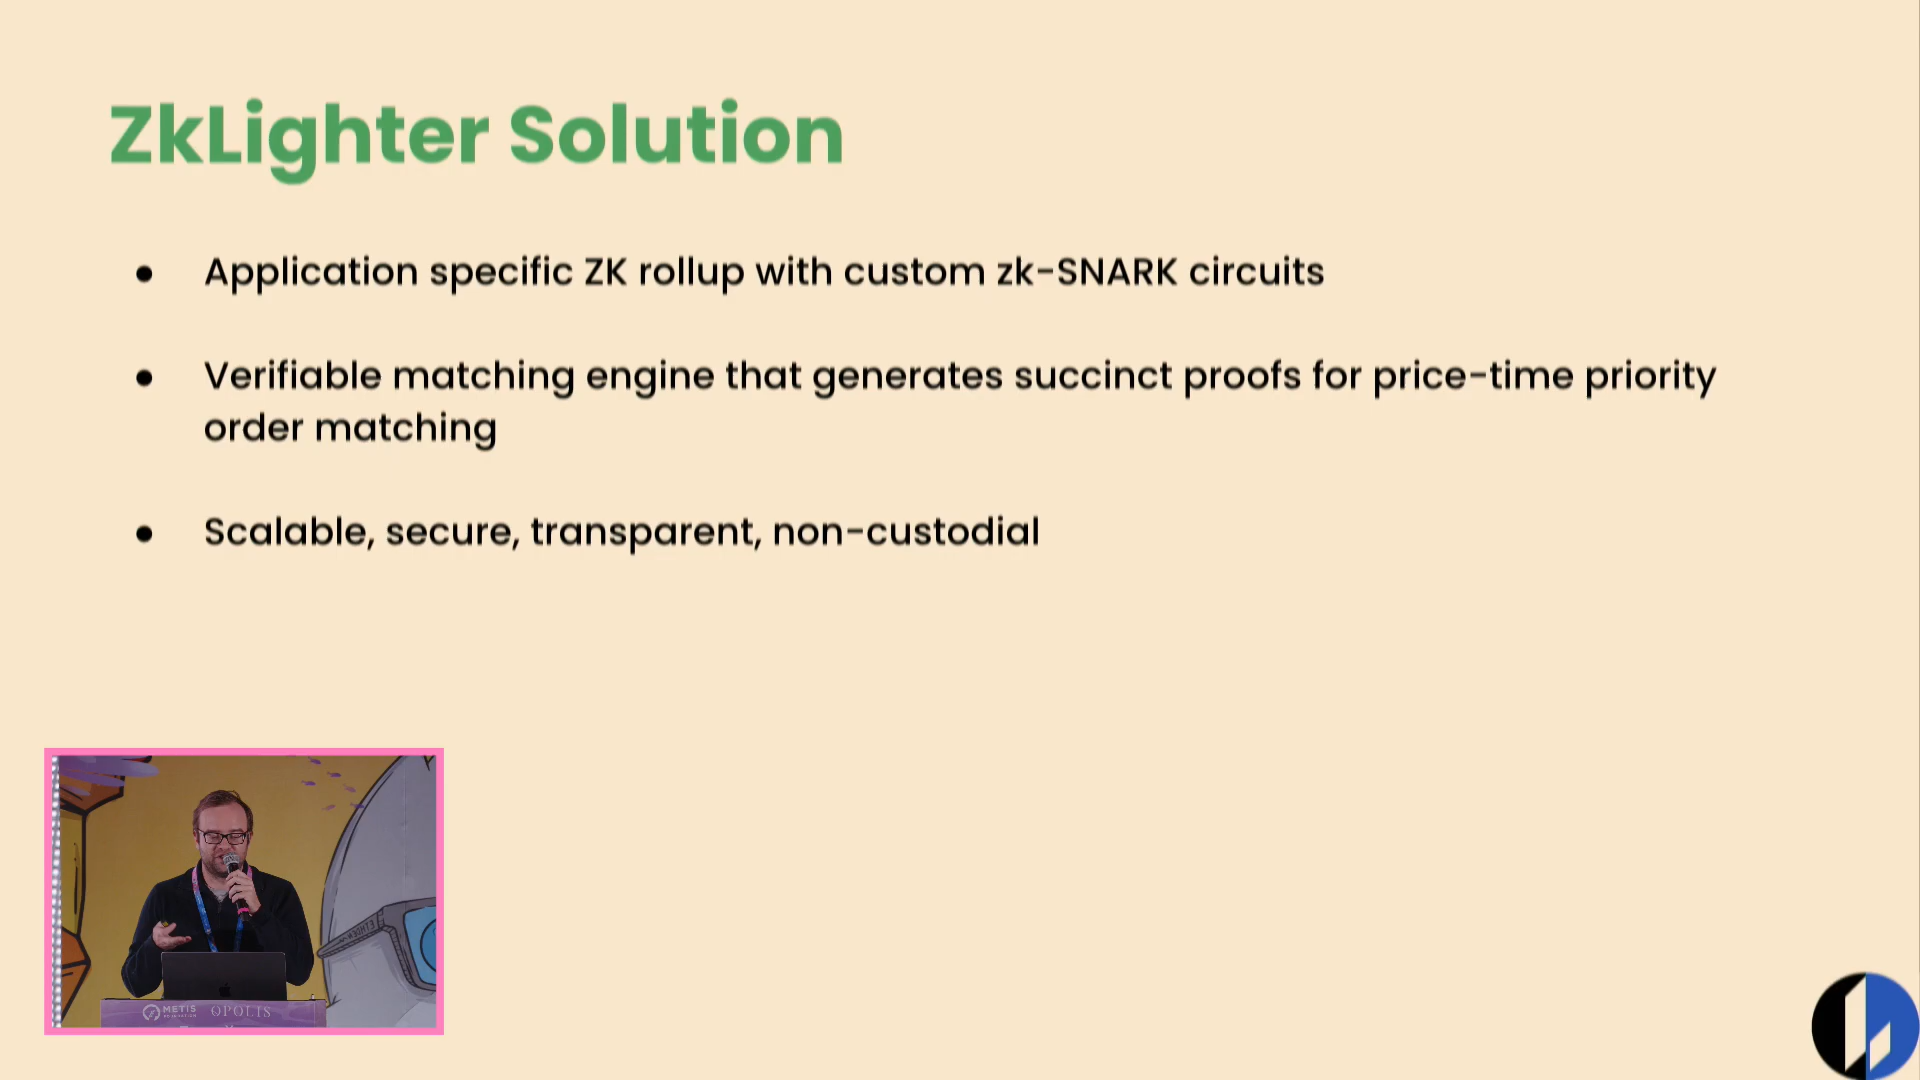 ZkLighter Solution
● Application specific ZK rollup with custom zk-SNARK circuits
● Verifiable matching engine that generates succinct proofs for price-time priority
order matching
● Scalable, secure, transparent, non-custodial
METIS
OPOLIS